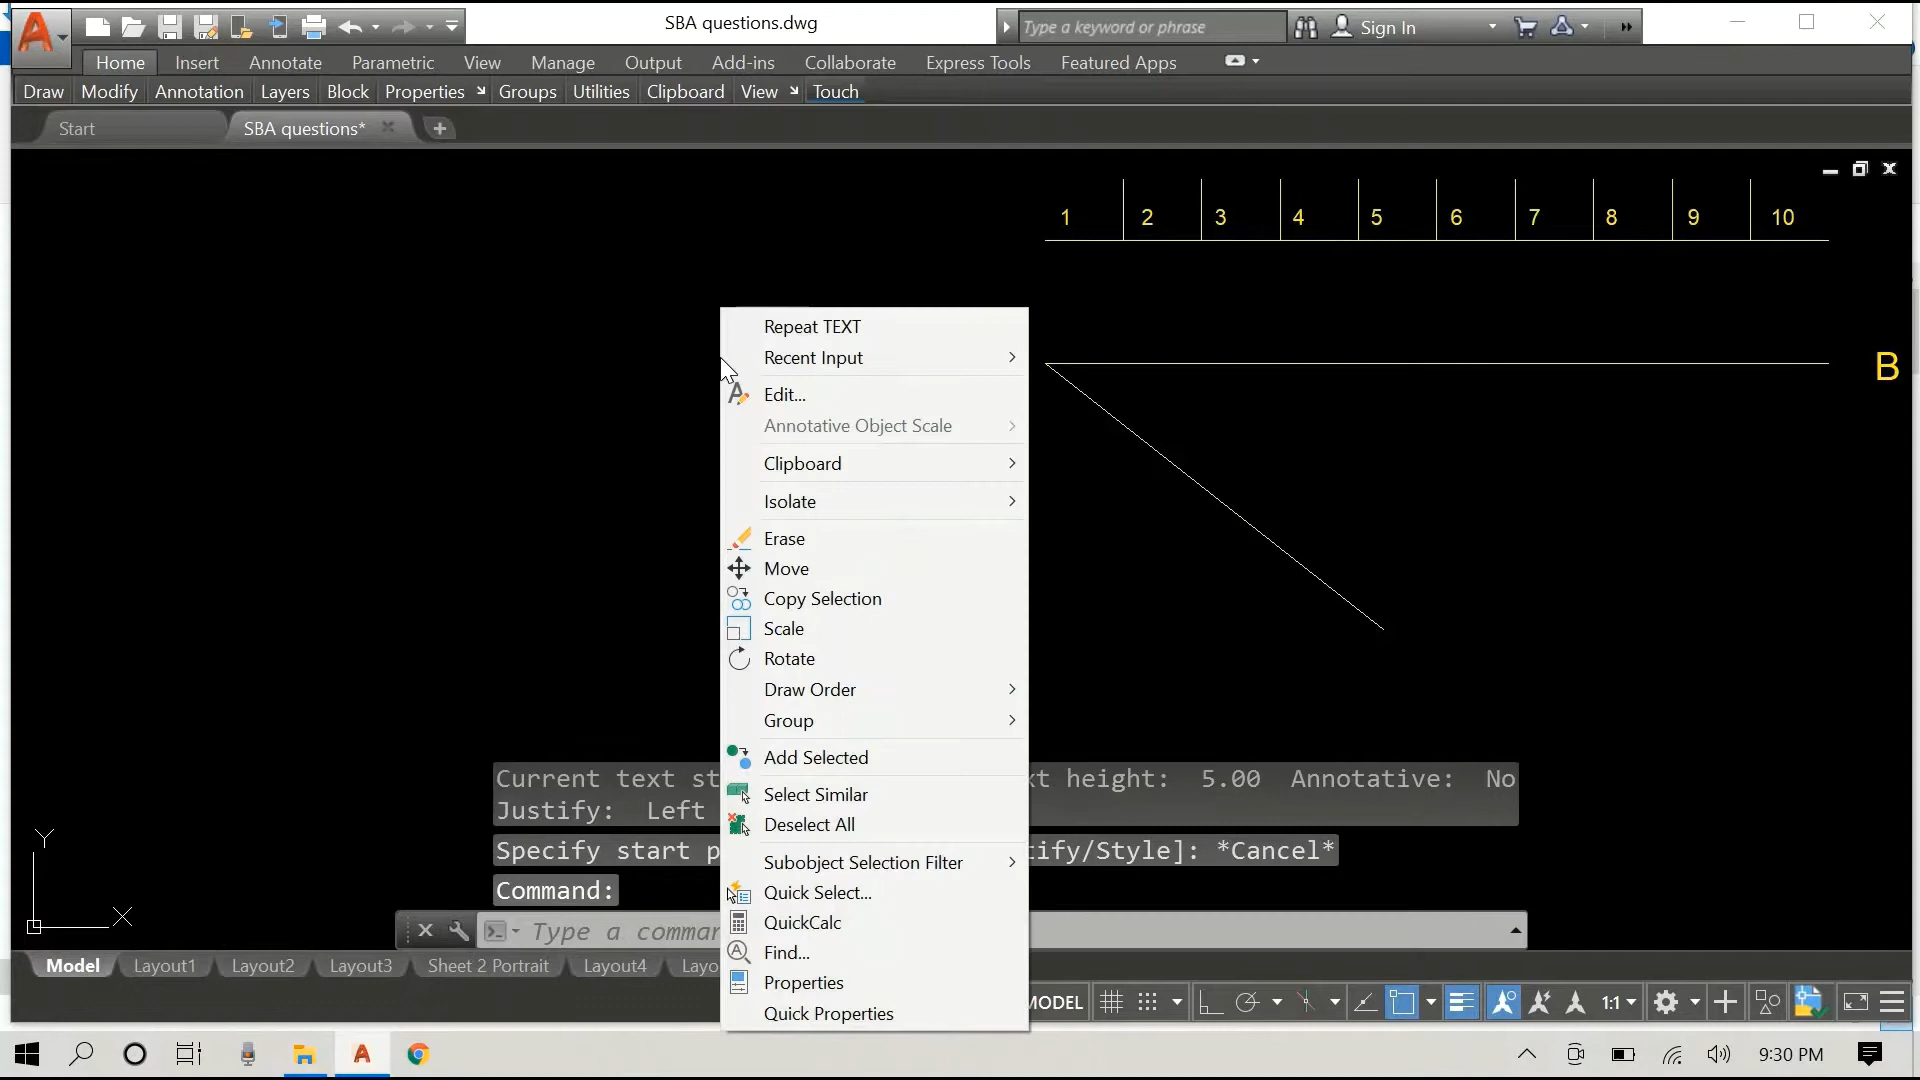 SBA questions.dwg
Type a keyword or phrase
Sign In
Home Insert Annotate Parametric View Manage Output Add-ins Collaborate Express Tools Featured Apps
Draw Modify Annotation Layers Block Properties Groups Utilities Clipboard View Touch
Start SBA questions*
1 2 3 4 5 6 7 8 9 10
B
Repeat TEXT
Recent Input
Edit...
Annotative Object Scale
Clipboard
Isolate
Erase
Move
Copy Selection
Scale
Rotate
Draw Order
Group
Add Selected
Select Similar
Deselect All
Subobject Selection Filter
Quick Select...
QuickCalc
Find...
Properties
Quick Properties
Current text st xt height: 5.00 Annotative: No
Justify: Left
Specify start p tify/Style]: *Cancel*
Command:
Type a comman
Y
X
Model Layout1 Layout2 Layout3 Sheet 2 Portrait Layout4 Layo
MODEL 1:1
9:30 PM